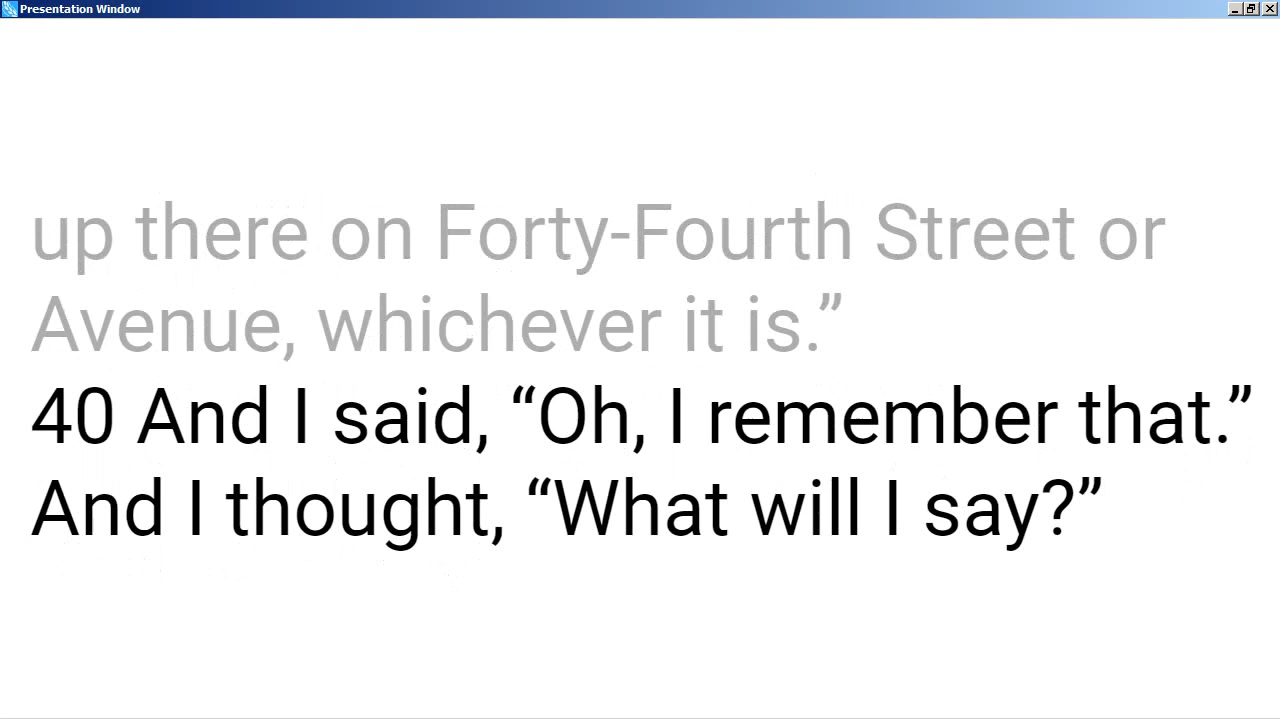 Presentation Window
up there on Forty-Fourth Street or
Avenue, whichever it is.”
40 And I said, “Oh, I remember that.”
And I thought, “What will I say?”